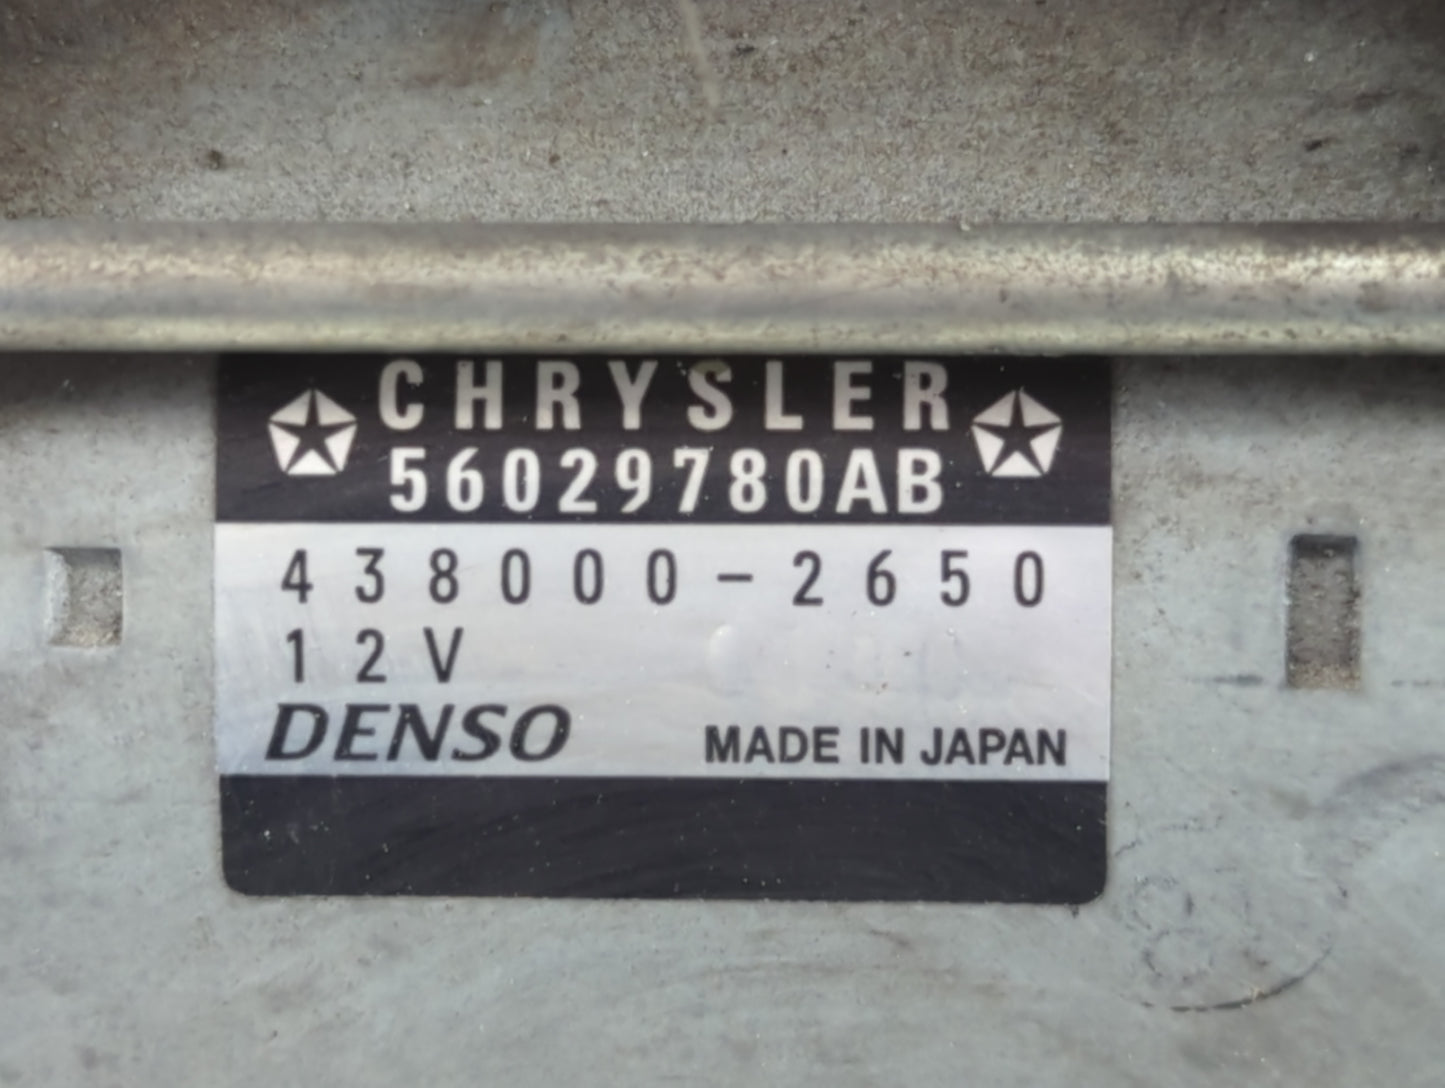 CHRYSLER
56029780AB
438000-2650
12V
DENSO
MADE IN JAPAN